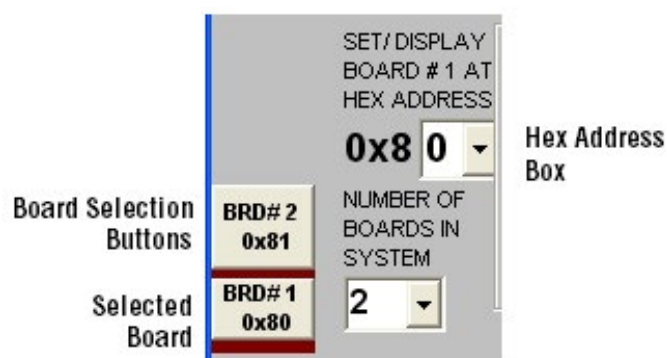 SET/DISPLAY
BOARD # 1 AT
HEX ADDRESS
0x8 0
Hex Address
Box
Board Selection
Buttons
BRD# 2
0x81
NUMBER OF
BOARDS IN
SYSTEM
2
Selected
Board
BRD# 1
0x80